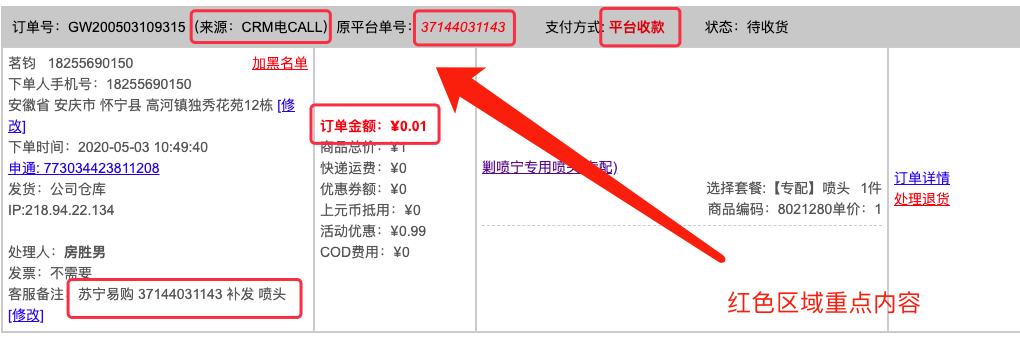 订单号：GW200503109315 (来源：CRM电CALL) 原平台单号：37144031143 支付方式: 平台收款 状态：待收货
茗钧 18255690150 加黑名单
下单人手机号：18255690150
安徽省 安庆市 怀宁县 高河镇独秀花苑12栋 [修
改]
下单时间：2020-05-03 10:49:40
申通: 773034423811208
发货：公司仓库
IP:218.94.22.134
处理人：房胜男
发票：不需要
客服备注 苏宁易购 37144031143 补发 喷头
[修改]
订单金额：¥0.01
商品总价：¥1
快递运费：¥0
优惠券额：¥0
上元币抵用：¥0
活动优惠：¥0.99
COD费用：¥0
剿喷宁专用喷头 专配)
选择套餐:【专配】喷头 1件
商品编码：8021280单价：1
订单详情
处理退货
红色区域重点内容